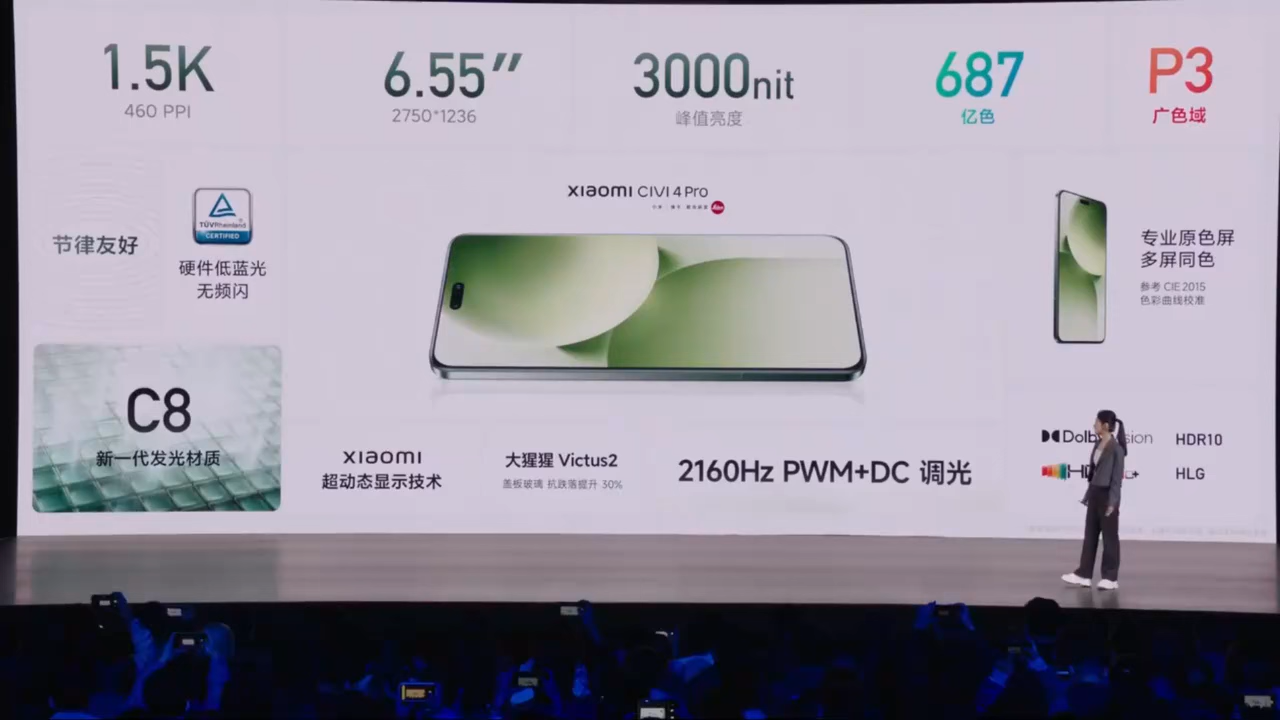 1.5K
460 PPI
6.55″
2750*1236
3000nit
峰值亮度
687
亿色
P3
广色域
节律友好
TÜVRheinland
CERTIFIED
硬件低蓝光
无频闪
xiaomi CIVI 4 Pro
Leica
专业原色屏
多屏同色
参考 CIE 2015
色彩曲线校准
C8
新一代发光材质
xiaomi
超动态显示技术
大猩猩 Victus2
盖板玻璃 抗跌落提升 30%
2160Hz PWM+DC 调光
HDR10
HLG